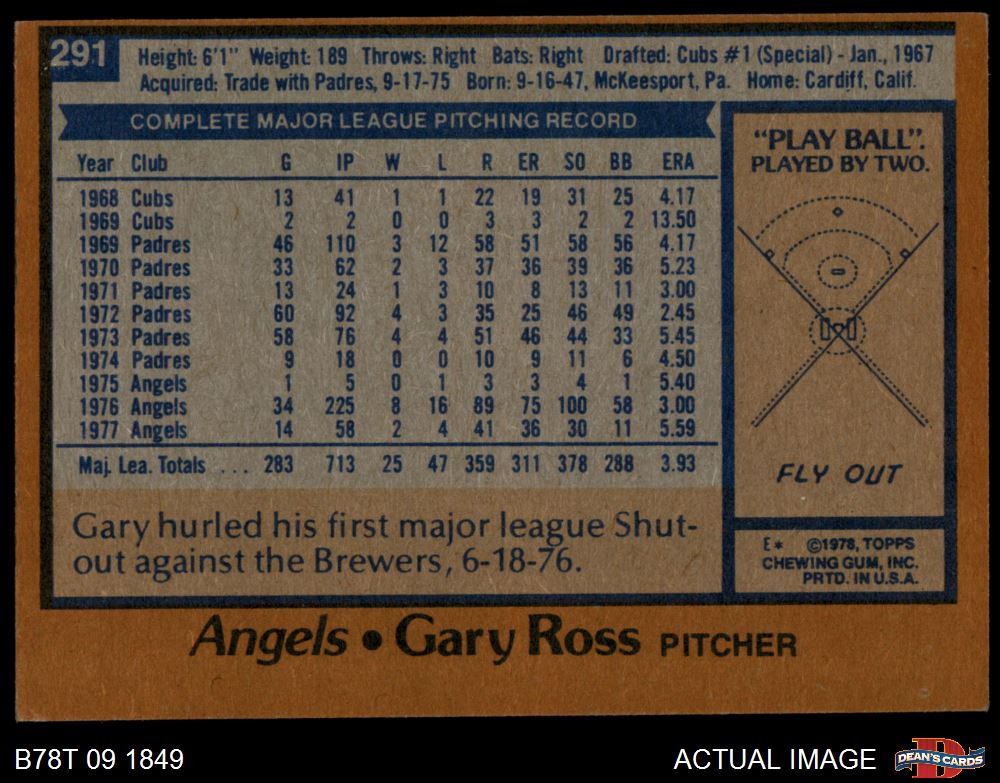 291
Height: 6'1" Weight: 189 Throws: Right Bats: Right Drafted: Cubs #1 (Special) - Jan., 1967
Acquired: Trade with Padres, 9-17-75 Born: 9-16-47, McKeesport, Pa. Home: Cardiff, Calif.
COMPLETE MAJOR LEAGUE PITCHING RECORD
Year Club G IP W L R ER SO BB ERA
1968 Cubs 13 41 1 1 22 19 31 25 4.17
1969 Cubs 2 2 0 0 3 3 2 2 13.50
1969 Padres 46 110 3 12 58 51 58 56 4.17
1970 Padres 33 62 2 3 37 36 39 36 5.23
1971 Padres 13 24 1 3 10 8 13 11 3.00
1972 Padres 60 92 4 3 35 25 46 49 2.45
1973 Padres 58 76 4 4 51 46 44 33 5.45
1974 Padres 9 18 0 0 10 9 11 6 4.50
1975 Angels 1 5 0 1 3 3 4 1 5.40
1976 Angels 34 225 8 16 89 75 100 58 3.00
1977 Angels 14 58 2 4 41 36 30 11 5.59
Maj. Lea. Totals ... 283 713 25 47 359 311 378 288 3.93
Gary hurled his first major league Shut-
out against the Brewers, 6-18-76.
"PLAY BALL".
PLAYED BY TWO.
FLY OUT
E* ©1978, TOPPS
CHEWING GUM, INC.
PRTD. IN U.S.A.
Angels • Gary Ross PITCHER
B78T 09 1849
ACTUAL IMAGE
D
DEAN'S CARDS